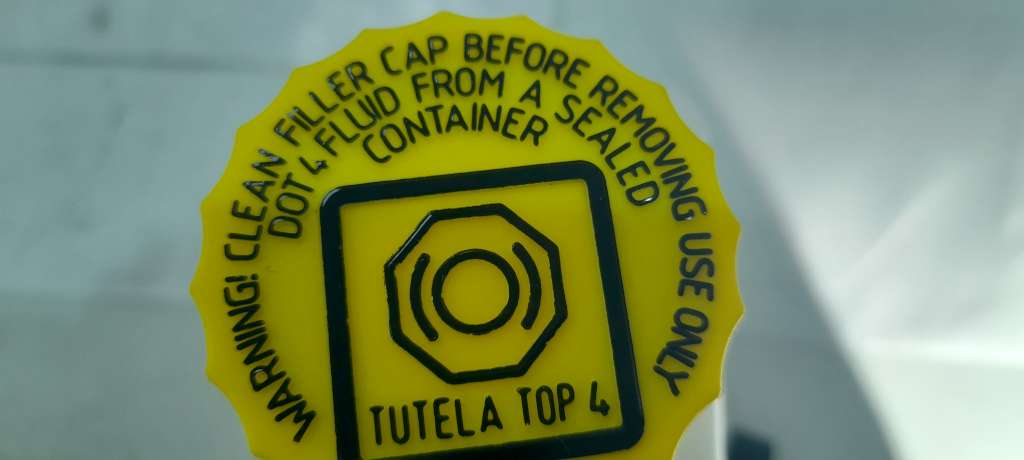 WARNING! CLEAN FILLER CAP BEFORE REMOVING USE ONLY
DOT 4 FLUID FROM A SEALED
CONTAINER
TUTELA TOP 4